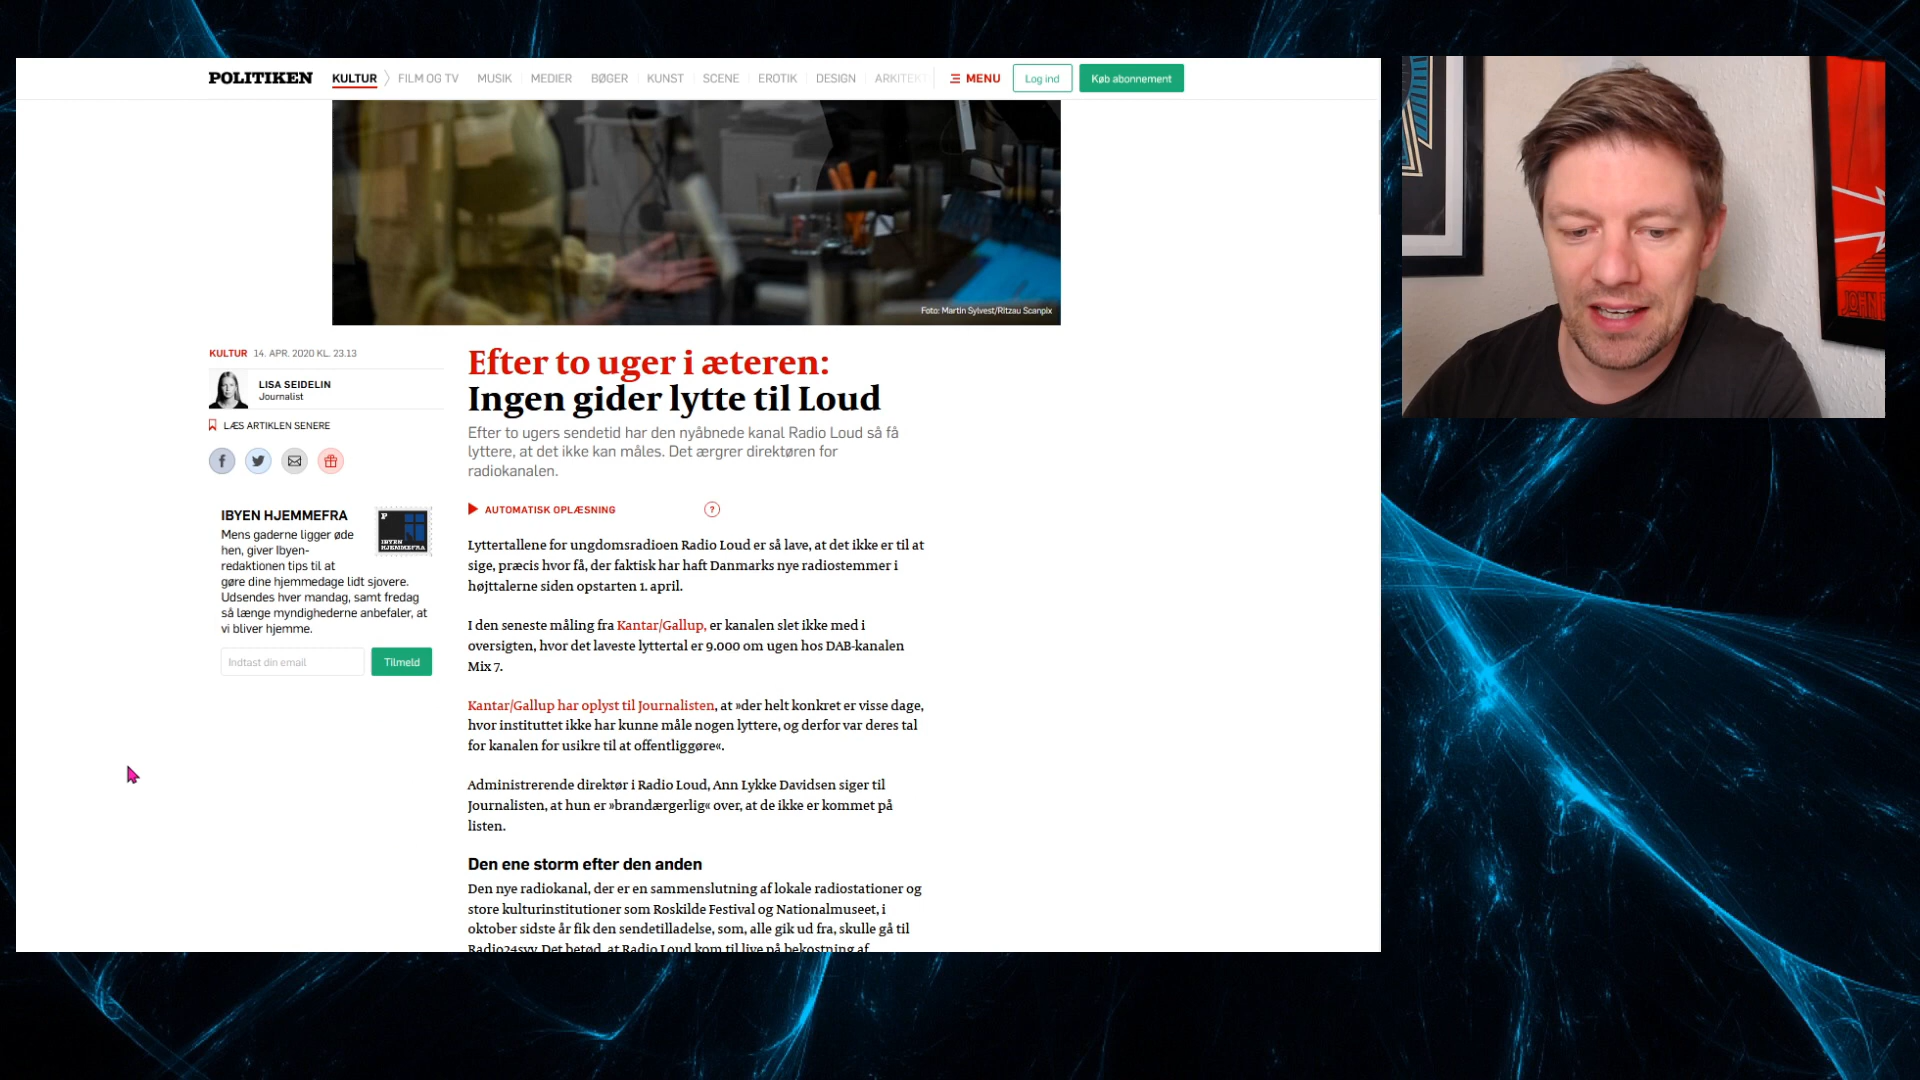 POLITIKEN KULTUR FILM OG TV MUSIK MEDIER BØGER KUNST SCENE EROTIK DESIGN ARKITEKT MENU Log ind Køb abonnement
Foto: Martin Sylvest/Ritzau Scanpix
KULTUR 14. APR. 2020 KL. 23.13
LISA SEIDELIN
Journalist
LÆS ARTIKLEN SENERE
IBYEN HJEMMEFRA
Mens gaderne ligger øde
hen, giver Ibyen-
redaktionen tips til at
gøre dine hjemmedage lidt sjovere.
Udsendes hver mandag, samt fredag
så længe myndighederne anbefaler, at
vi bliver hjemme.
P
IBYEN
HJEMMEFRA
Indtast din email Tilmeld
Efter to uger i æteren:
Ingen gider lytte til Loud
Efter to ugers sendetid har den nyåbnede kanal Radio Loud så få
lyttere, at det ikke kan måles. Det ærgrer direktøren for
radiokanalen.
AUTOMATISK OPLÆSNING ?
Lyttertallene for ungdomsradioen Radio Loud er så lave, at det ikke er til at
sige, præcis hvor få, der faktisk har haft Danmarks nye radiostemmer i
højttalerne siden opstarten 1. april.
I den seneste måling fra Kantar/Gallup, er kanalen slet ikke med i
oversigten, hvor det laveste lyttertal er 9.000 om ugen hos DAB-kanalen
Mix 7.
Kantar/Gallup har oplyst til Journalisten, at »der helt konkret er visse dage,
hvor instituttet ikke har kunne måle nogen lyttere, og derfor var deres tal
for kanalen for usikre til at offentliggøre«.
Administrerende direktør i Radio Loud, Ann Lykke Davidsen siger til
Journalisten, at hun er »brandærgerlig« over, at de ikke er kommet på
listen.
Den ene storm efter den anden
Den nye radiokanal, der er en sammenslutning af lokale radiostationer og
store kulturinstitutioner som Roskilde Festival og Nationalmuseet, i
oktober sidste år fik den sendetilladelse, som, alle gik ud fra, skulle gå til
Radio24syv. Det betød, at Radio Loud kom til live på bekostning af
JOHN